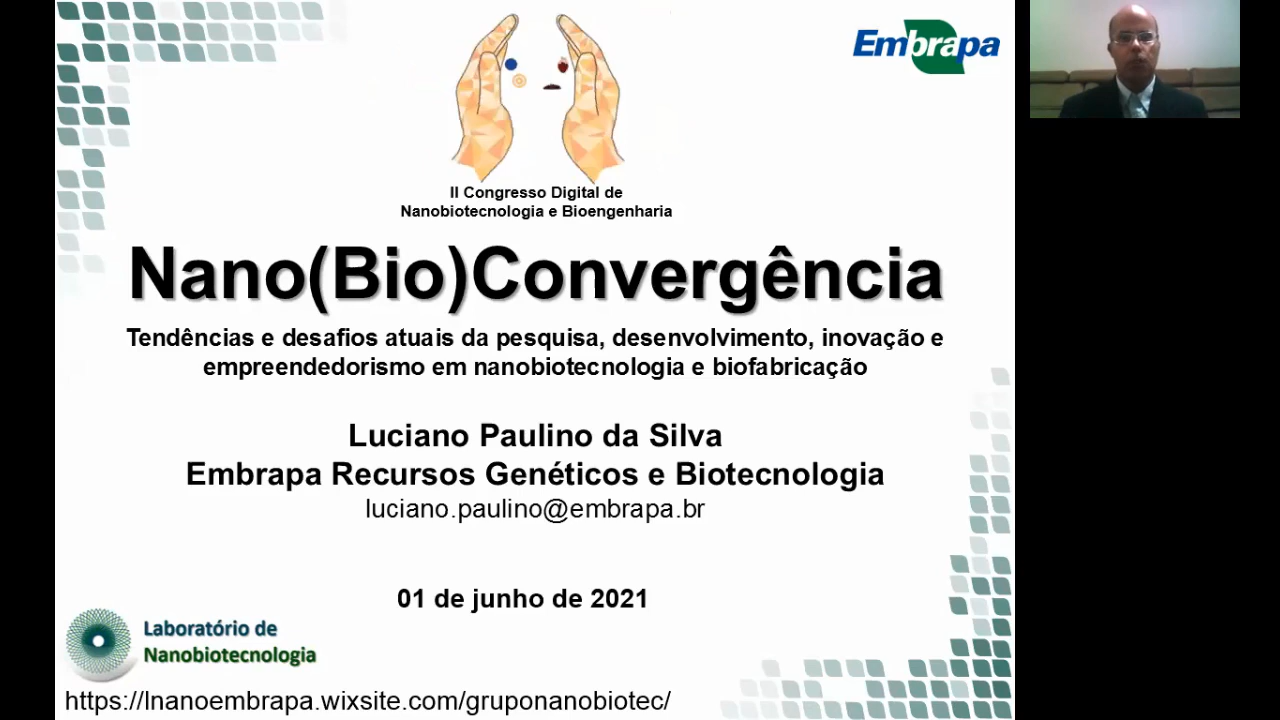 Embrapa
II Congresso Digital de
Nanobiotecnologia e Bioengenharia
Nano(Bio)Convergência
Tendências e desafios atuais da pesquisa, desenvolvimento, inovação e
empreendedorismo em nanobiotecnologia e biofabricação
Luciano Paulino da Silva
Embrapa Recursos Genéticos e Biotecnologia
luciano.paulino@embrapa.br
01 de junho de 2021
Laboratório de
Nanobiotecnologia
https://lnanoembrapa.wixsite.com/gruponanobiotec/